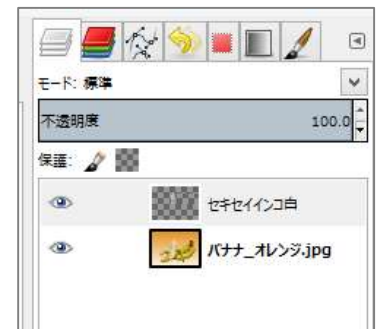 モード: 標準
不透明度 100.0
保護:
セキセイインコ白
バナナ_オレンジ.jpg